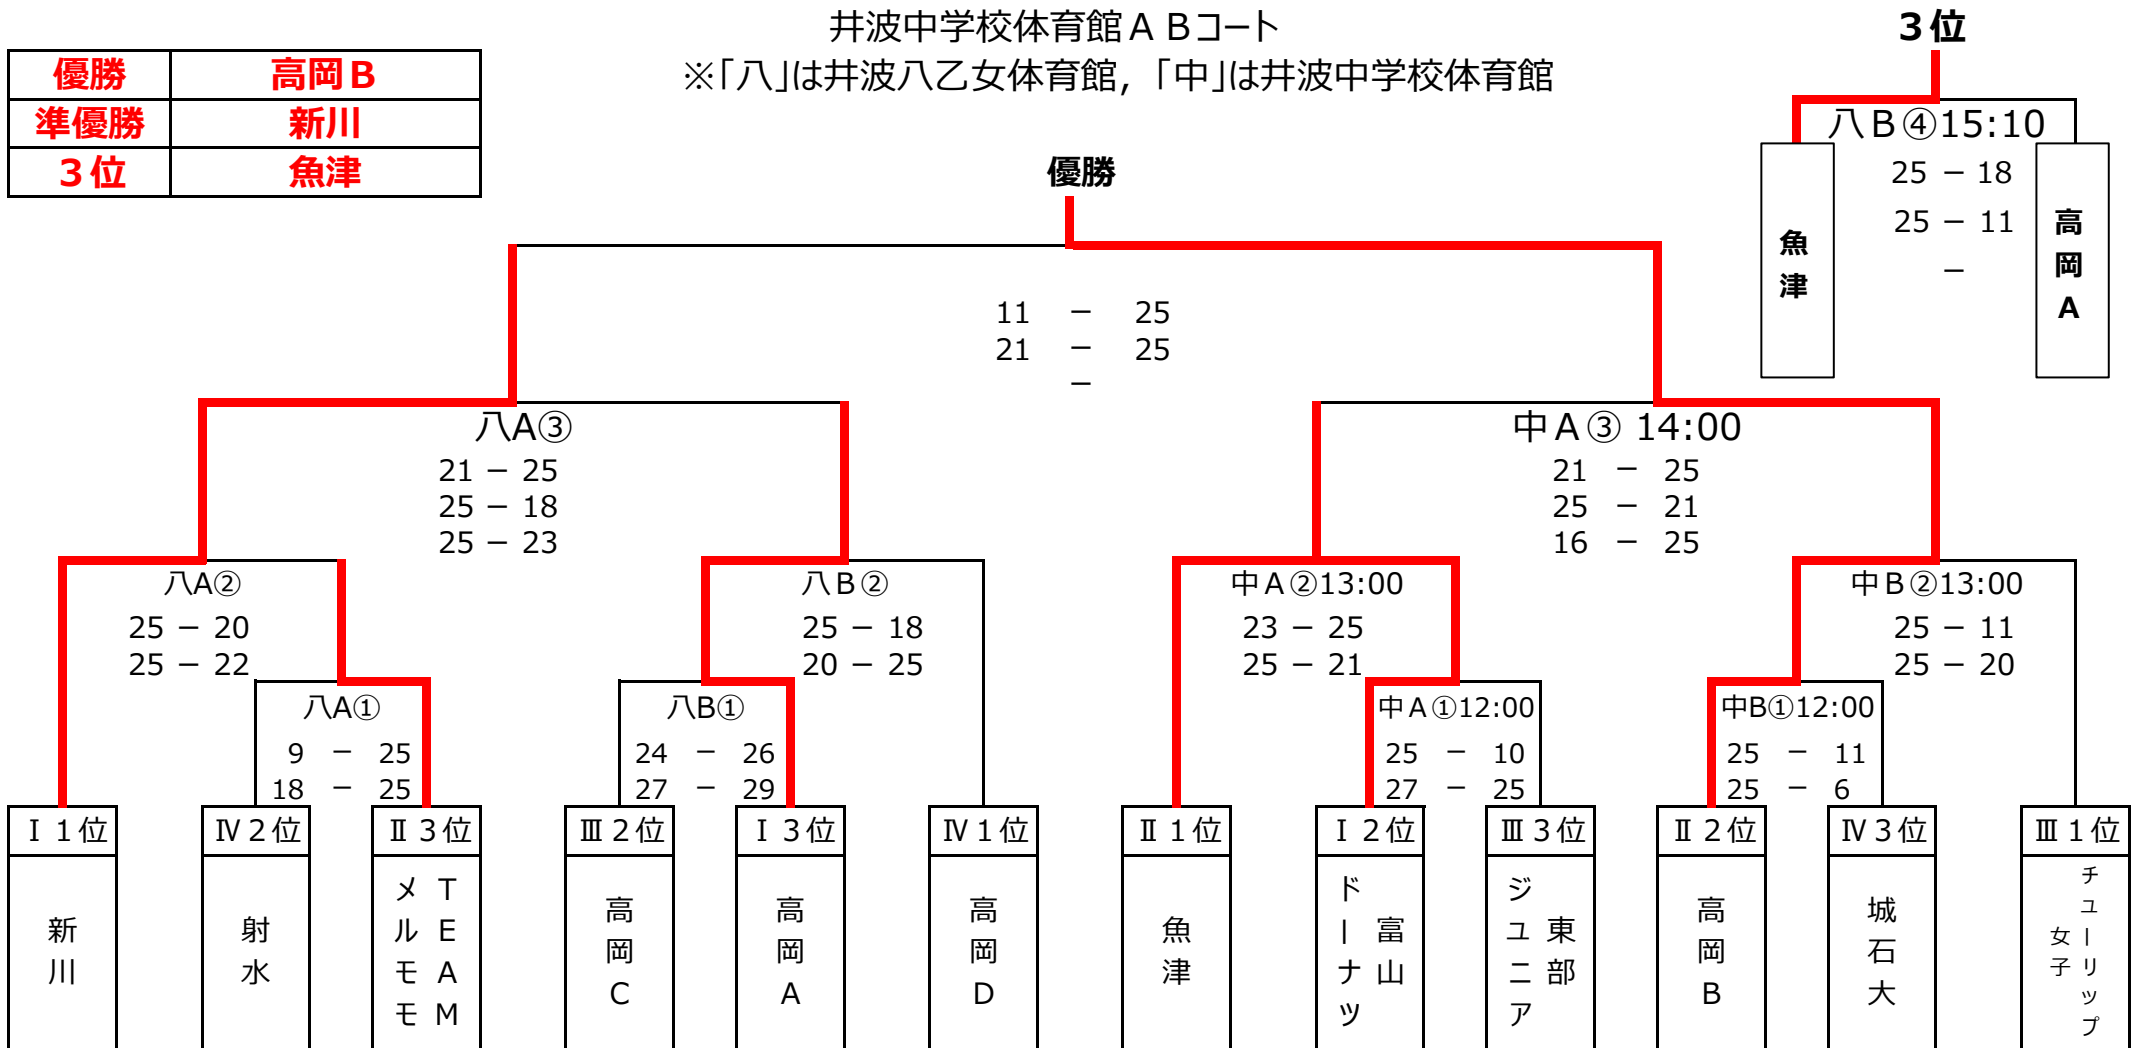 井波中学校体育館ＡＢコート
※「八」は井波八乙女体育館，「中」は井波中学校体育館
優勝 高岡Ｂ
準優勝 新川
３位 魚津
３位
八Ｂ④15:10
25 － 18
25 － 11
－
魚津
高岡A
優勝
11 － 25
21 － 25
－
八A③
21 － 25
25 － 18
25 － 23
中Ａ③ 14:00
21 － 25
25 － 21
16 － 25
八A②
25 － 20
25 － 22
八Ｂ②
25 － 18
20 － 25
中Ａ②13:00
23 － 25
25 － 21
中Ｂ②13:00
25 － 11
25 － 20
八A①
9 － 25
18 － 25
八B①
24 － 26
27 － 29
中Ａ①12:00
25 － 10
27 － 25
中B①12:00
25 － 11
25 － 6
Ⅰ１位
Ⅳ２位
Ⅱ３位
Ⅲ２位
Ⅰ３位
Ⅳ１位
Ⅱ１位
Ⅰ２位
Ⅲ３位
Ⅱ２位
Ⅳ３位
Ⅲ１位
新川
射水
ＴＥＡＭ
メルモモ
高岡C
高岡A
高岡D
魚津
富山
ドーナツ
東部
ジュニア
高岡B
城石大
チューリップ
女子